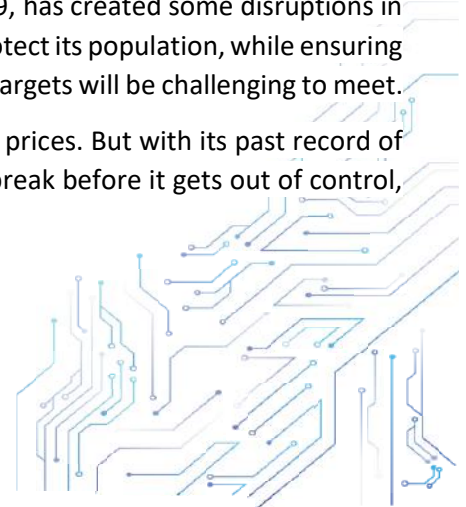 9, has created some disruptions in
otect its population, while ensuring
argets will be challenging to meet.
prices. But with its past record of
break before it gets out of control,